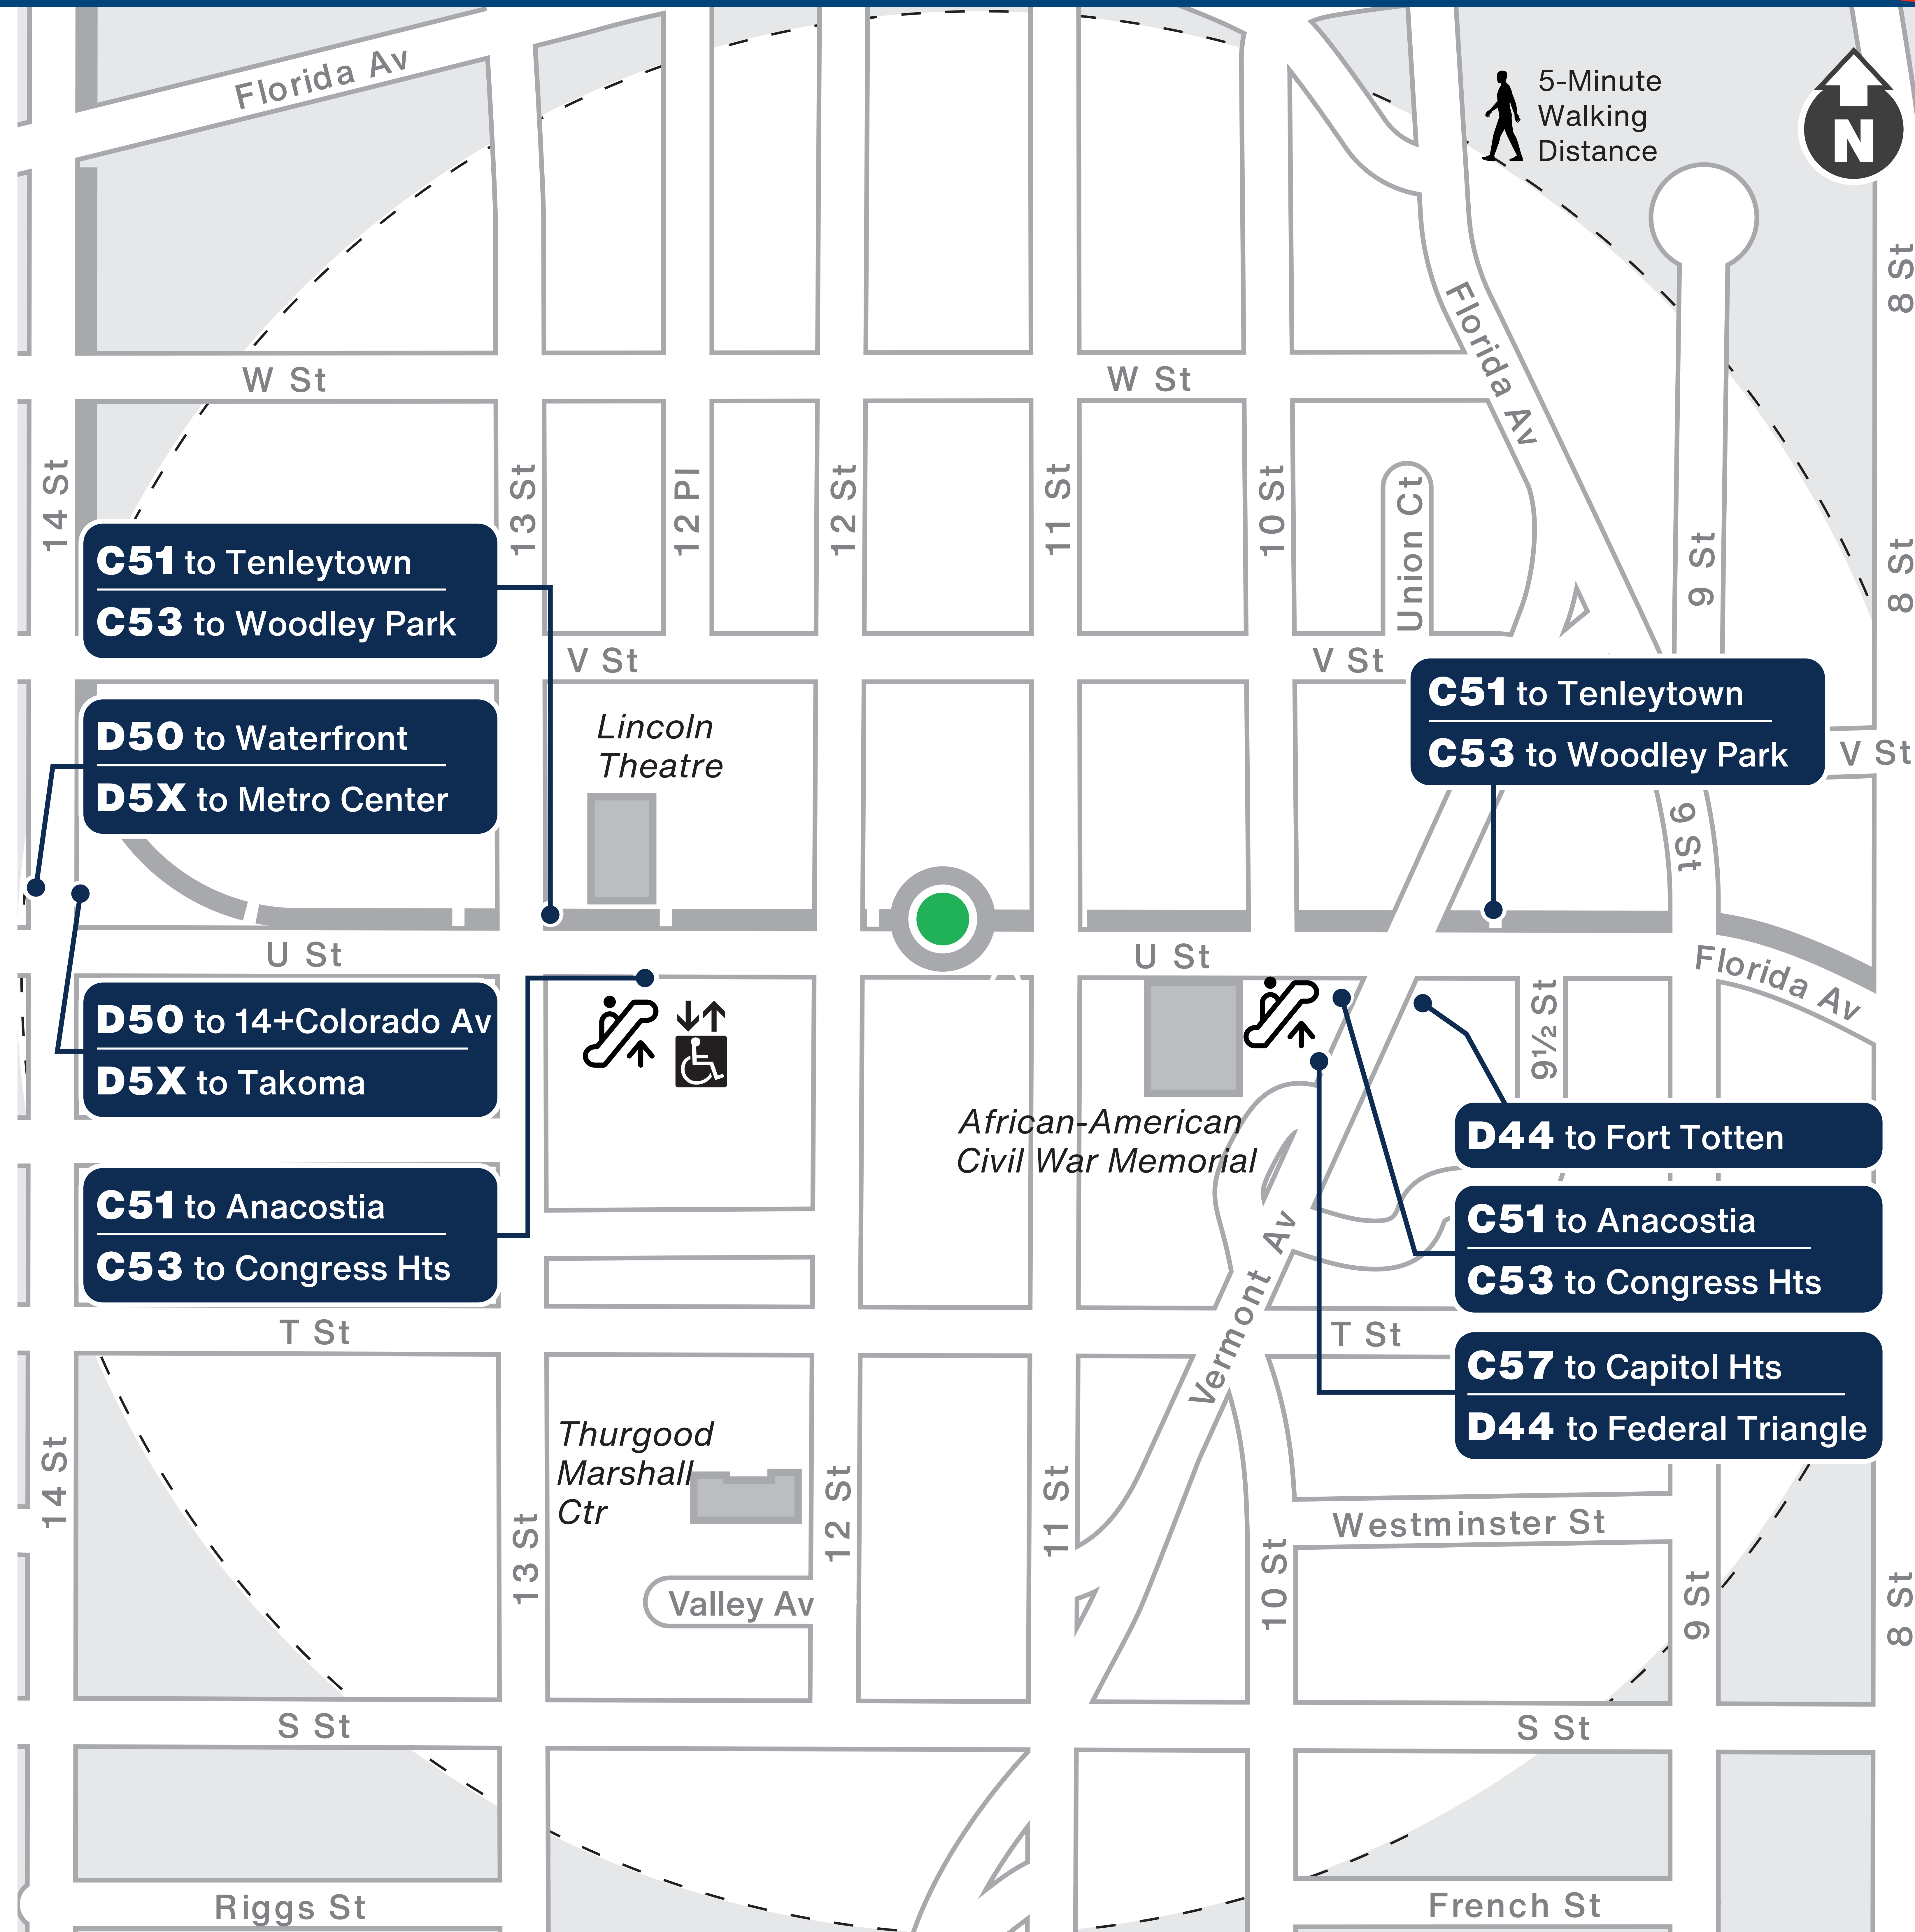 Florida Av
5-Minute
Walking
Distance
N
8 St
Florida Av
W St
W St
14 St
13 St
12 Pl
12 St
11 St
10 St
Union Ct
9 St
8 St
C51 to Tenleytown
C53 to Woodley Park
V St
V St
C51 to Tenleytown
C53 to Woodley Park
V St
D50 to Waterfront
D5X to Metro Center
Lincoln
Theatre
9 St
U St
U St
Florida Av
D50 to 14+Colorado Av
D5X to Takoma
9½ St
African-American
Civil War Memorial
D44 to Fort Totten
C51 to Anacostia
C53 to Congress Hts
C51 to Anacostia
C53 to Congress Hts
Vermont Av
T St
T St
C57 to Capitol Hts
D44 to Federal Triangle
Thurgood
Marshall
Ctr
14 St
13 St
12 St
11 St
10 St
Westminster St
9 St
8 St
Valley Av
S St
S St
Riggs St
French St